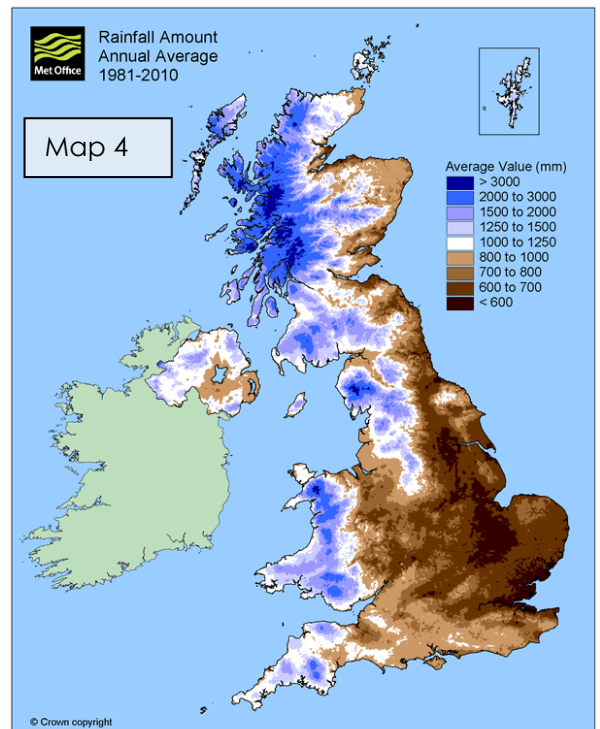 Met Office
Rainfall Amount
Annual Average
1981-2010
Map 4
Average Value (mm)
> 3000
2000 to 3000
1500 to 2000
1250 to 1500
1000 to 1250
800 to 1000
700 to 800
600 to 700
< 600
© Crown copyright